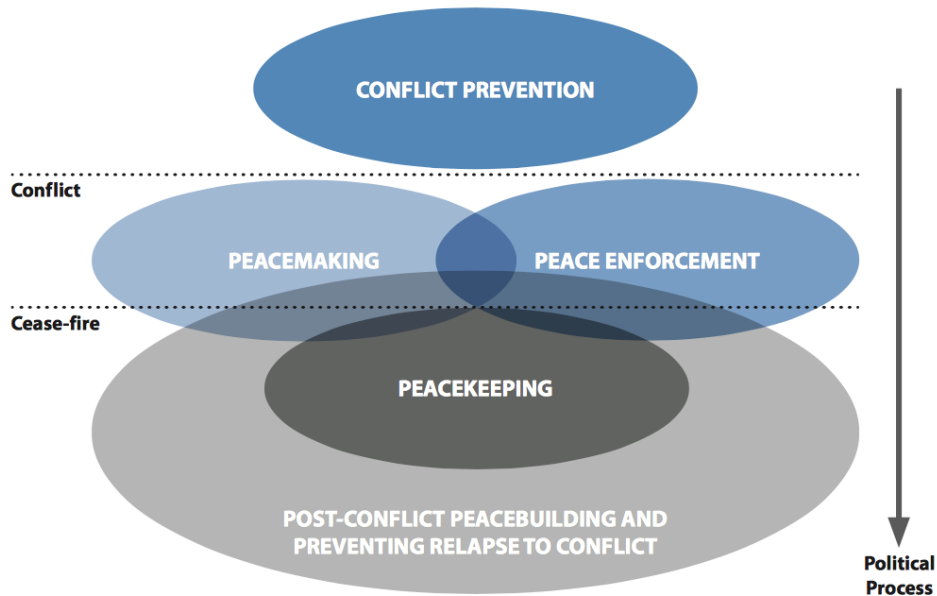 CONFLICT PREVENTION
Conflict
PEACEMAKING
PEACE ENFORCEMENT
Cease-fire
PEACEKEEPING
POST-CONFLICT PEACEBUILDING AND
PREVENTING RELAPSE TO CONFLICT
Political
Process